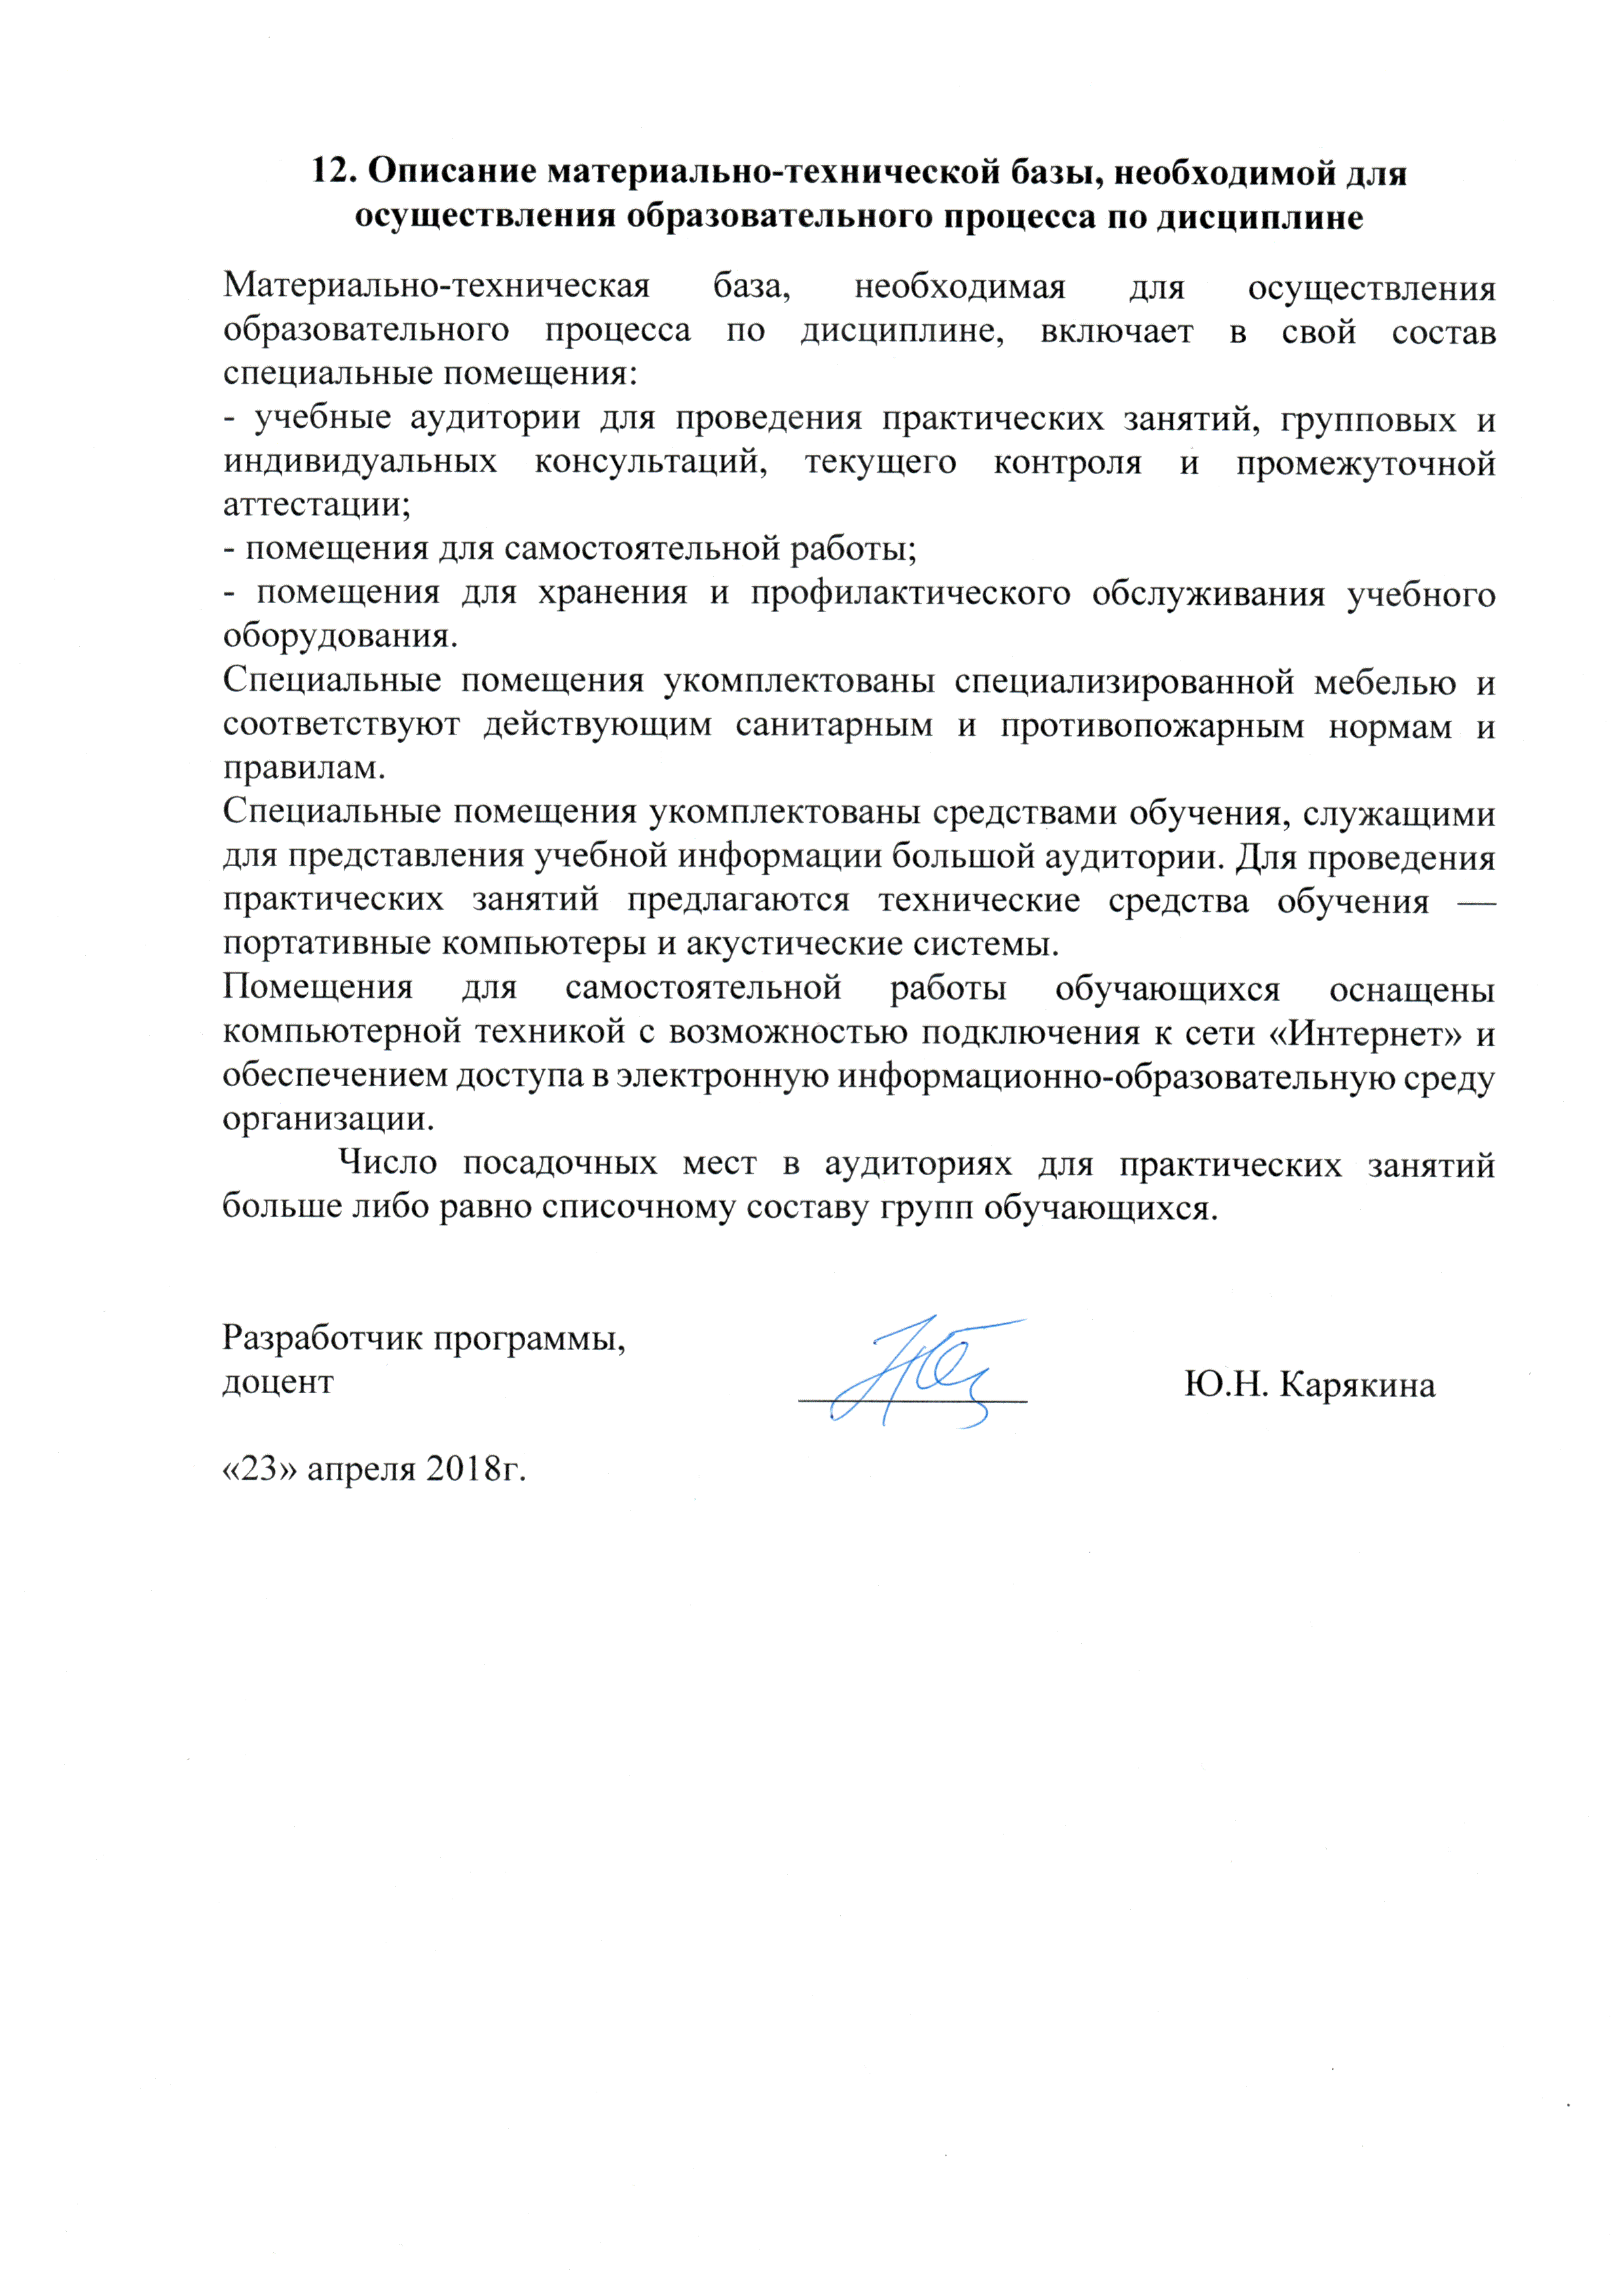 12. Описание материально-технической базы, необходимой для
осуществления образовательного процесса по дисциплине
Материально-техническая база, необходимая для осуществления
образовательного процесса по дисциплине, включает в свой состав
специальные помещения:
- учебные аудитории для проведения практических занятий, групповых и
индивидуальных консультаций, текущего контроля и промежуточной
аттестации;
- помещения для самостоятельной работы;
- помещения для хранения и профилактического обслуживания учебного
оборудования.
Специальные помещения укомплектованы специализированной мебелью и
соответствуют действующим санитарным и противопожарным нормам и
правилам.
Специальные помещения укомплектованы средствами обучения, служащими
для представления учебной информации большой аудитории. Для проведения
практических занятий предлагаются технические средства обучения —
портативные компьютеры и акустические системы.
Помещения для самостоятельной работы обучающихся оснащены
компьютерной техникой с возможностью подключения к сети «Интернет» и
обеспечением доступа в электронную информационно-образовательную среду
организации.
Число посадочных мест в аудиториях для практических занятий
больше либо равно списочному составу групп обучающихся.
Разработчик программы,
доцент Ю.Н. Карякина
«23» апреля 2018г.